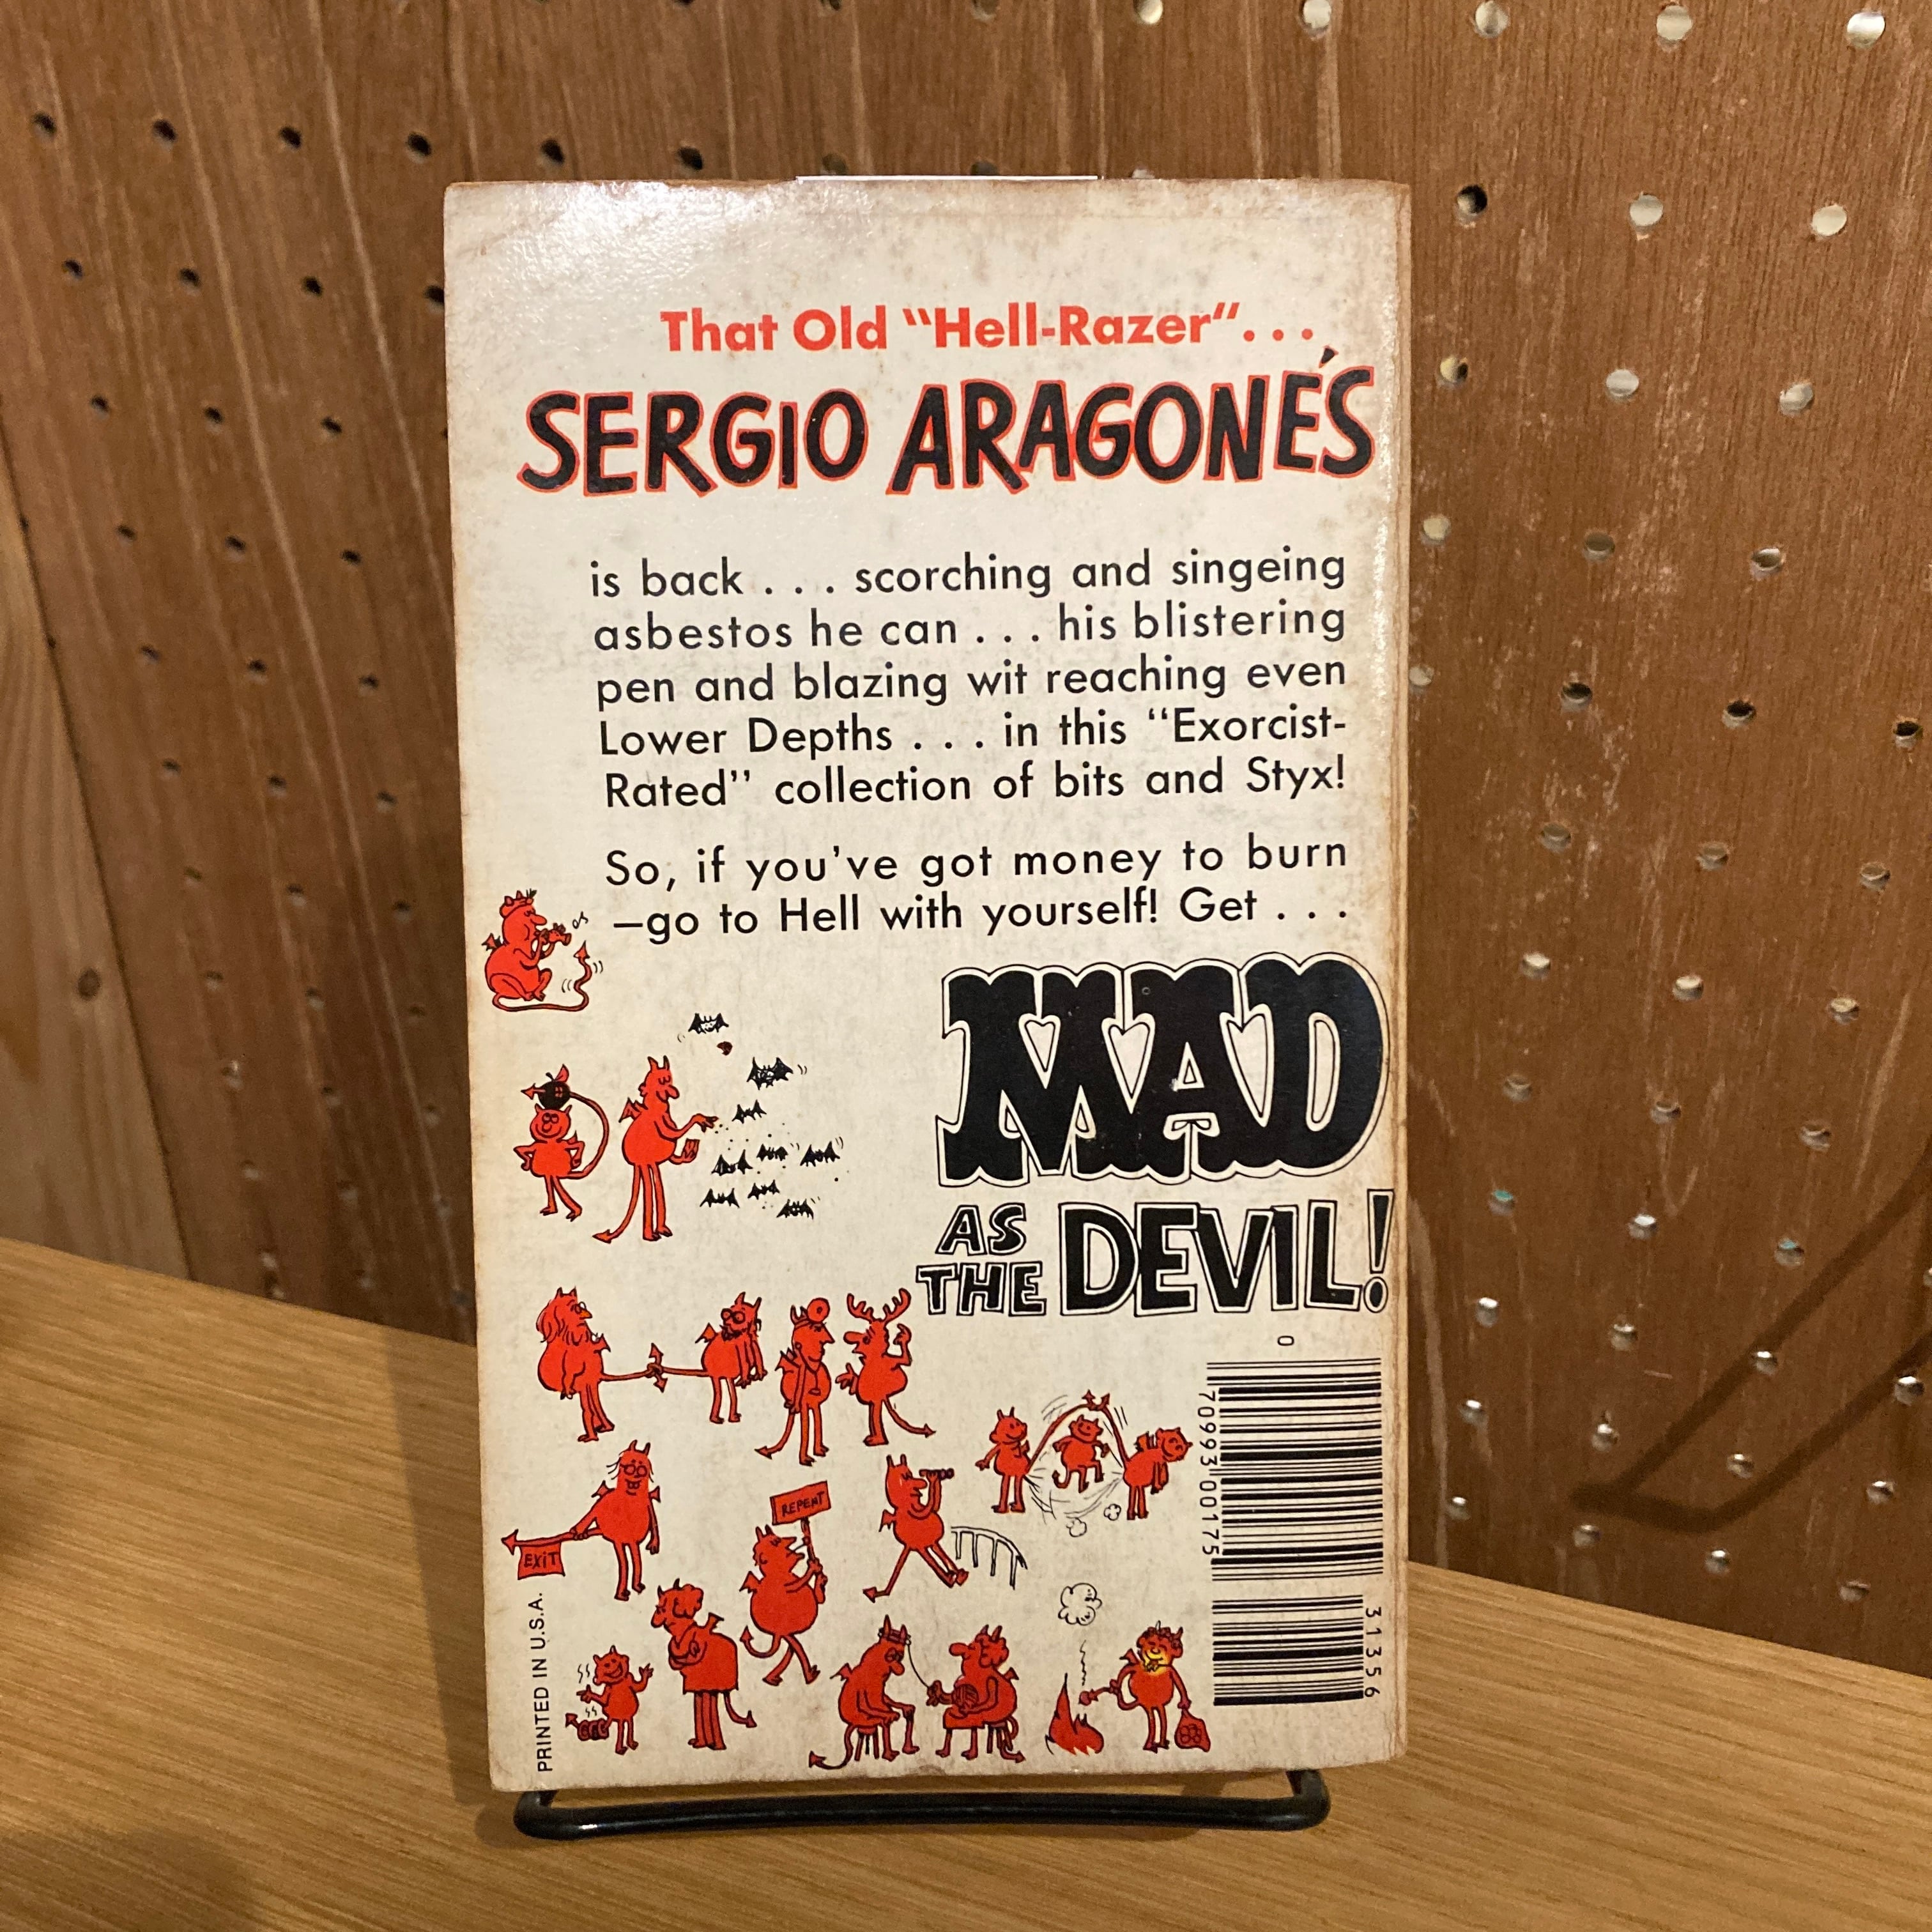 That Old "Hell-Razer"...
SERGIO ARAGONÉS
is back . . . scorching and singeing
asbestos he can . . . his blistering
pen and blazing wit reaching even
Lower Depths . . . in this "Exorcist-
Rated" collection of bits and Styx!
So, if you've got money to burn
—go to Hell with yourself! Get . . .
MAD
AS
THE DEVIL!
0
70993 00175
31356
REPENT
EXIT
PRINTED IN U.S.A.